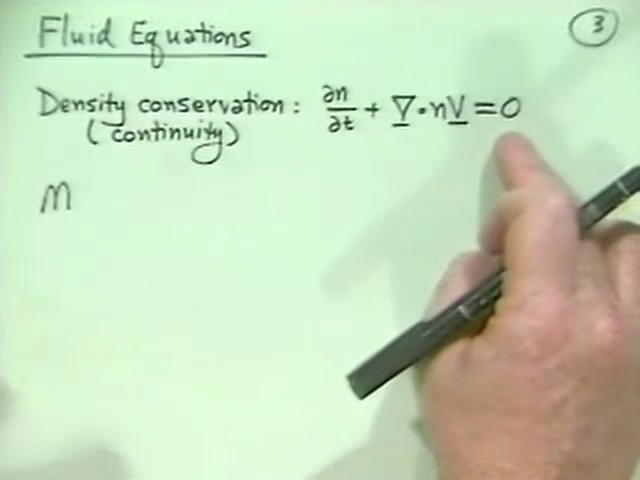 3
Fluid Equations
Density conservation: ∂n/∂t + ∇·nV = 0
(continuity)
M